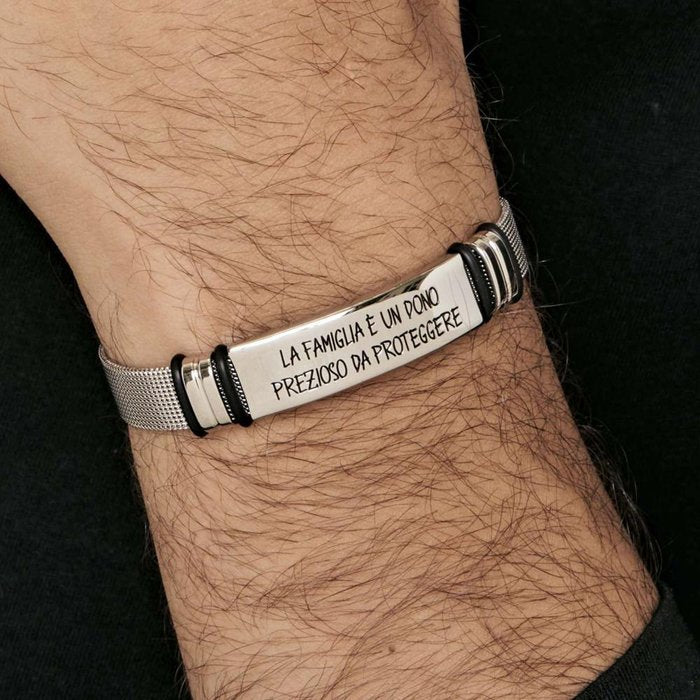 LA FAMIGLIA È UN DONO
PREZIOSO DA PROTEGGERE